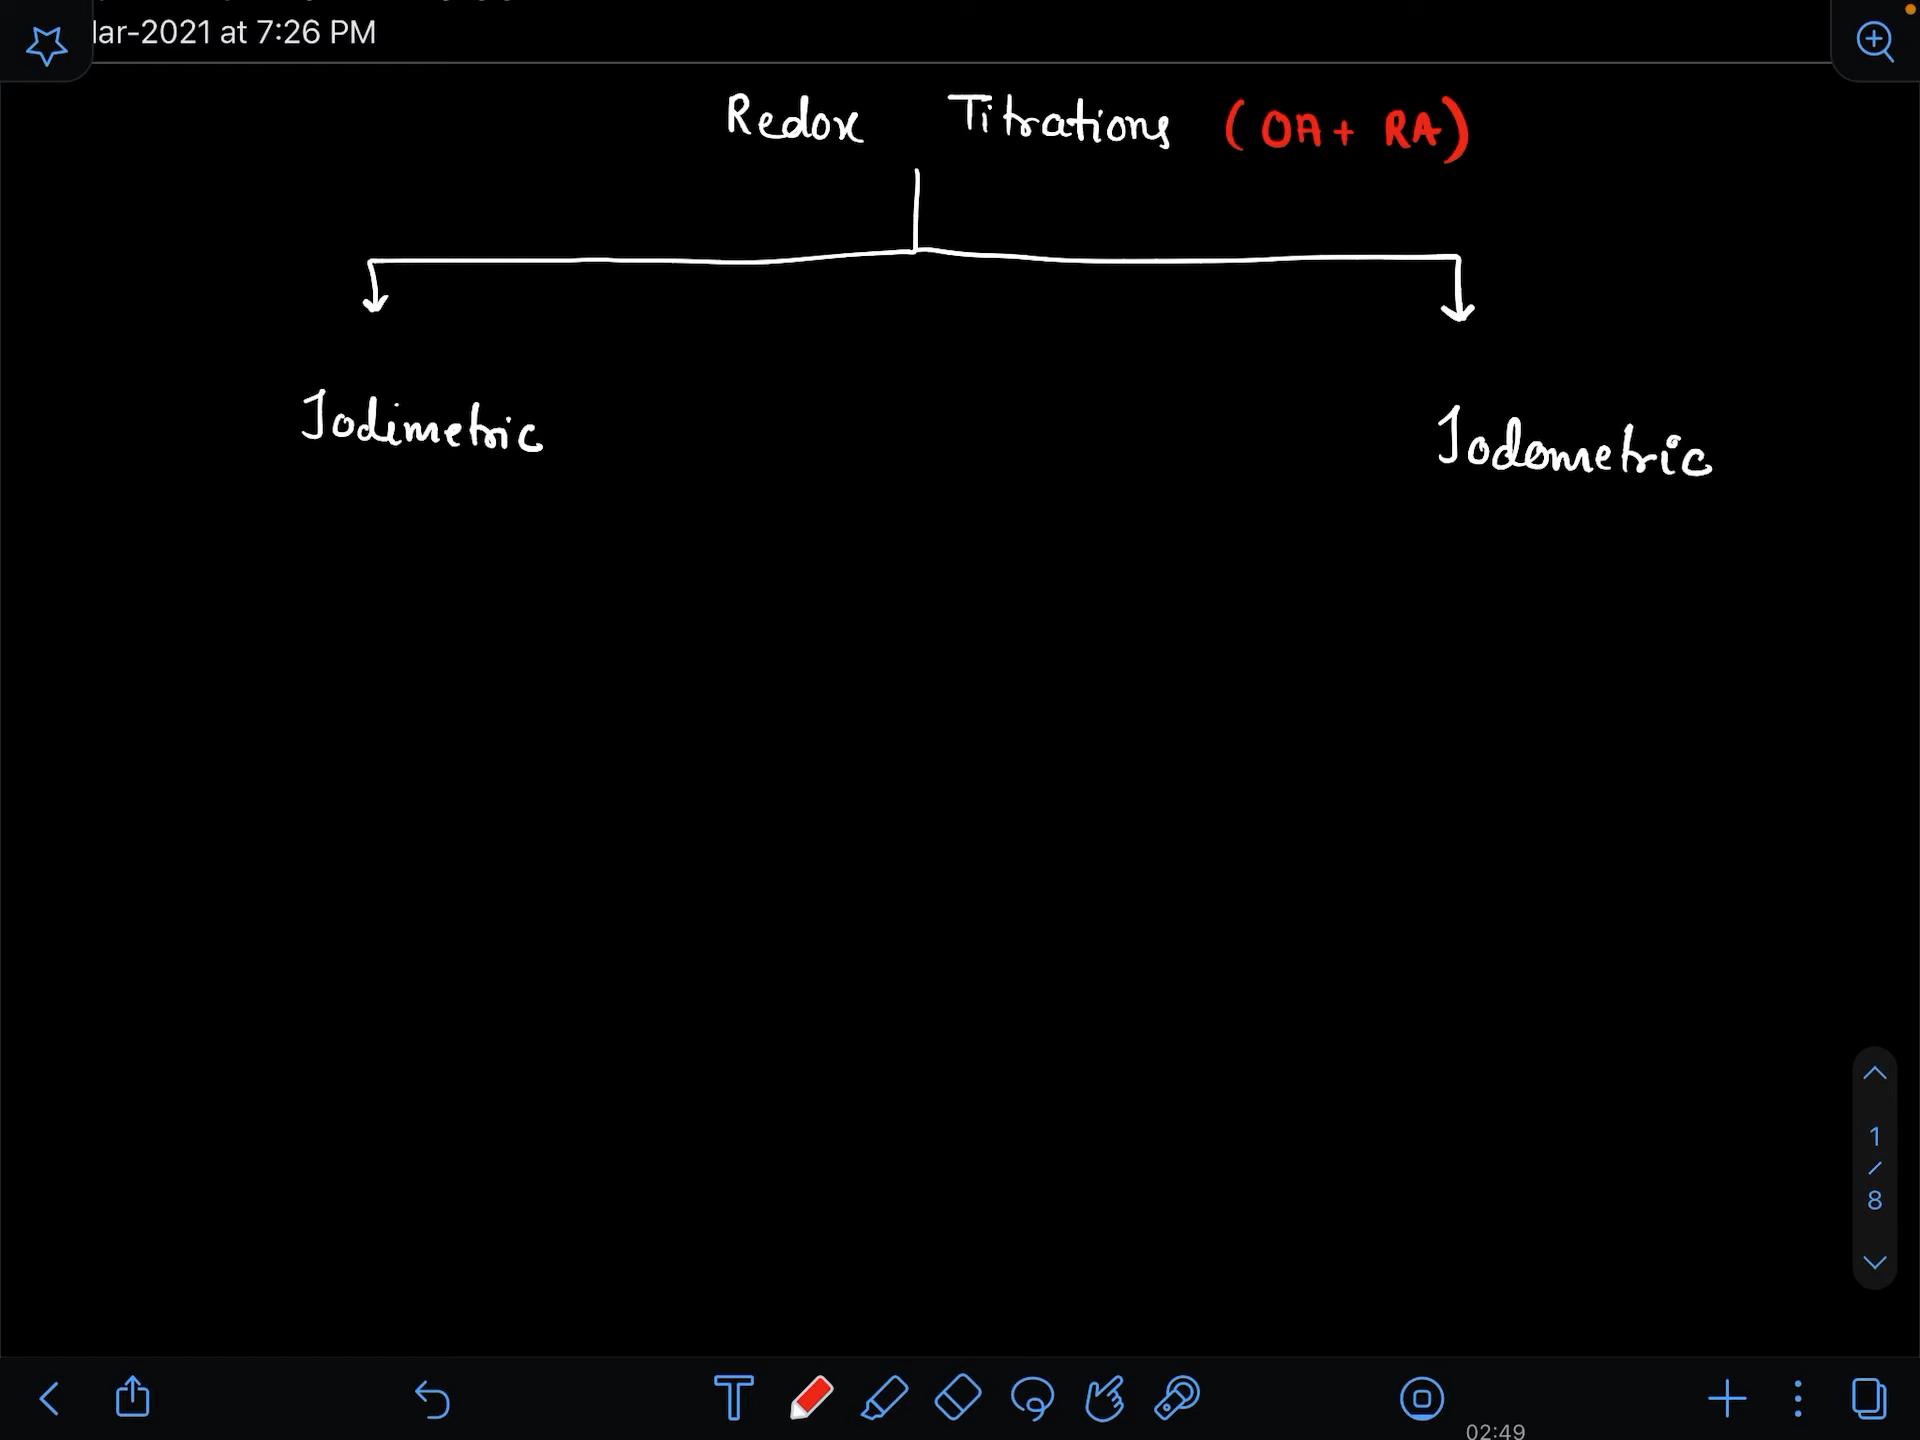 lar-2021 at 7:26 PM
Redox Titrations (OA + RA)
Iodimetric
Iodometric
1
/
8
02:49